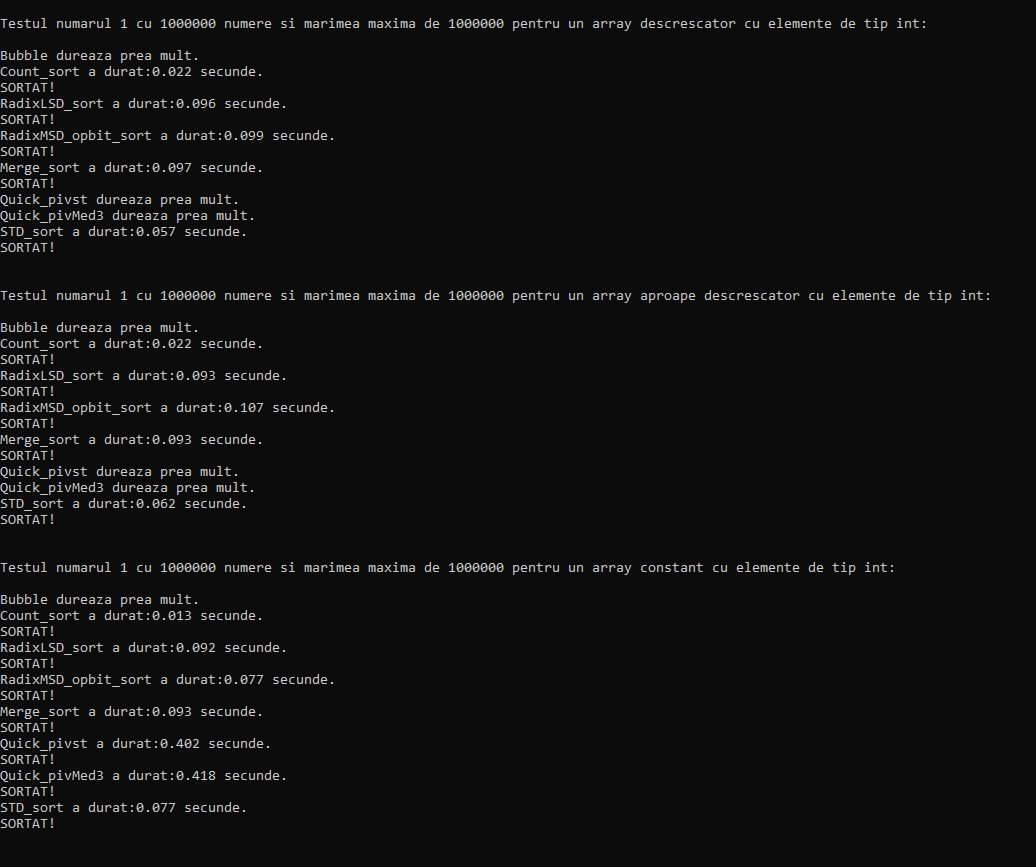 Testul numarul 1 cu 1000000 numere si marimea maxima de 1000000 pentru un array descrescator cu elemente de tip int:
Bubble dureaza prea mult.
Count_sort a durat:0.022 secunde.
SORTAT!
RadixLSD_sort a durat:0.096 secunde.
SORTAT!
RadixMSD_opbit_sort a durat:0.099 secunde.
SORTAT!
Merge_sort a durat:0.097 secunde.
SORTAT!
Quick_pivst dureaza prea mult.
Quick_pivMed3 dureaza prea mult.
STD_sort a durat:0.057 secunde.
SORTAT!
Testul numarul 1 cu 1000000 numere si marimea maxima de 1000000 pentru un array aproape descrescator cu elemente de tip int:
Bubble dureaza prea mult.
Count_sort a durat:0.022 secunde.
SORTAT!
RadixLSD_sort a durat:0.093 secunde.
SORTAT!
RadixMSD_opbit_sort a durat:0.107 secunde.
SORTAT!
Merge_sort a durat:0.093 secunde.
SORTAT!
Quick_pivst dureaza prea mult.
Quick_pivMed3 dureaza prea mult.
STD_sort a durat:0.062 secunde.
SORTAT!
Testul numarul 1 cu 1000000 numere si marimea maxima de 1000000 pentru un array constant cu elemente de tip int:
Bubble dureaza prea mult.
Count_sort a durat:0.013 secunde.
SORTAT!
RadixLSD_sort a durat:0.092 secunde.
SORTAT!
RadixMSD_opbit_sort a durat:0.077 secunde.
SORTAT!
Merge_sort a durat:0.093 secunde.
SORTAT!
Quick_pivst a durat:0.402 secunde.
SORTAT!
Quick_pivMed3 a durat:0.418 secunde.
SORTAT!
STD_sort a durat:0.077 secunde.
SORTAT!